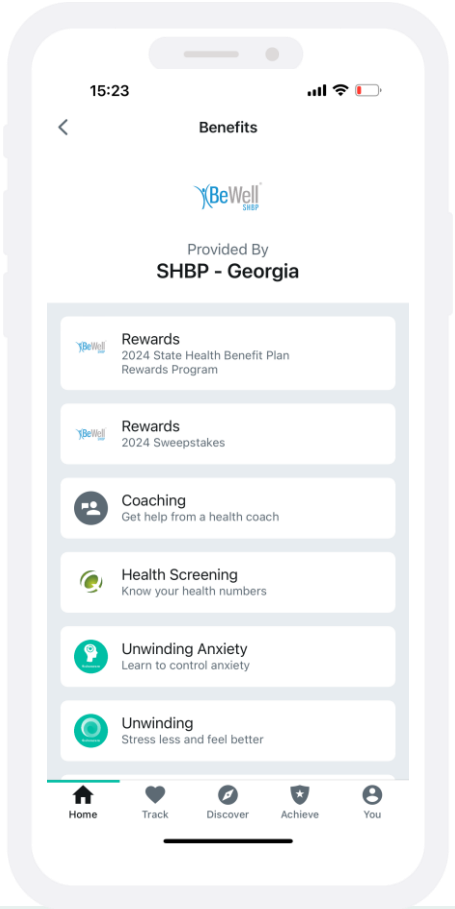 15:23
Benefits
BeWell
SHBP
Provided By
SHBP - Georgia
BeWell
Rewards
2024 State Health Benefit Plan
Rewards Program
BeWell
Rewards
2024 Sweepstakes
Coaching
Get help from a health coach
Health Screening
Know your health numbers
Unwinding Anxiety
Learn to control anxiety
Unwinding
Stress less and feel better
Home
Track
Discover
Achieve
You